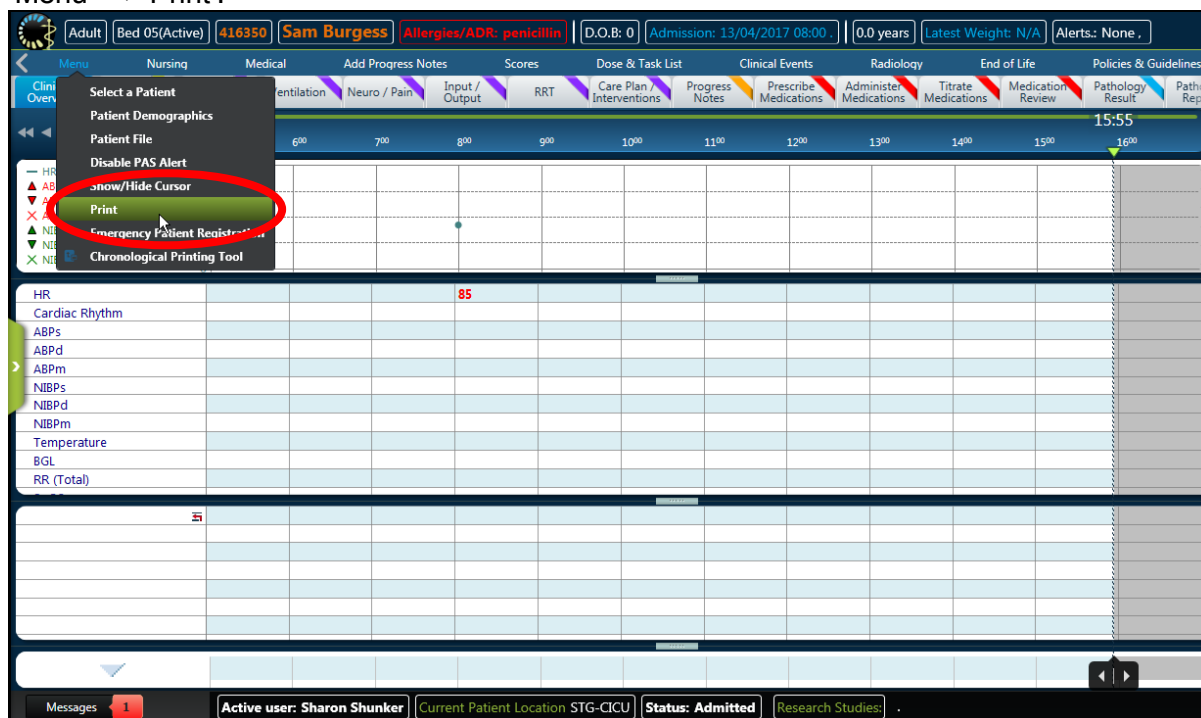 Adult Bed 05(Active) 416350 Sam Burgess Allergies/ADR: penicillin D.O.B: 0 Admission: 13/04/2017 08:00 . 0.0 years Latest Weight: N/A Alerts.: None ,
Menu Nursing Medical Add Progress Notes Scores Dose & Task List Clinical Events Radiology End of Life Policies & Guidelines
Neuro / Pain Input / Output RRT Care Plan / Interventions Progress Notes Prescribe Medications Administer Medications Titrate Medications Medication Review Pathology Result
Select a Patient
Patient Demographics
Patient File
Disable PAS Alert
Show/Hide Cursor
Print
Emergency Patient Registration
Chronological Printing Tool
15:55
600 700 800 900 1000 1100 1200 1300 1400 1500 1600
HR 85
Cardiac Rhythm
ABPs
ABPd
ABPm
NIBPs
NIBPd
NIBPm
Temperature
BGL
RR (Total)
Messages 1 Active user: Sharon Shunker Current Patient Location STG-CICU Status: Admitted Research Studies: .